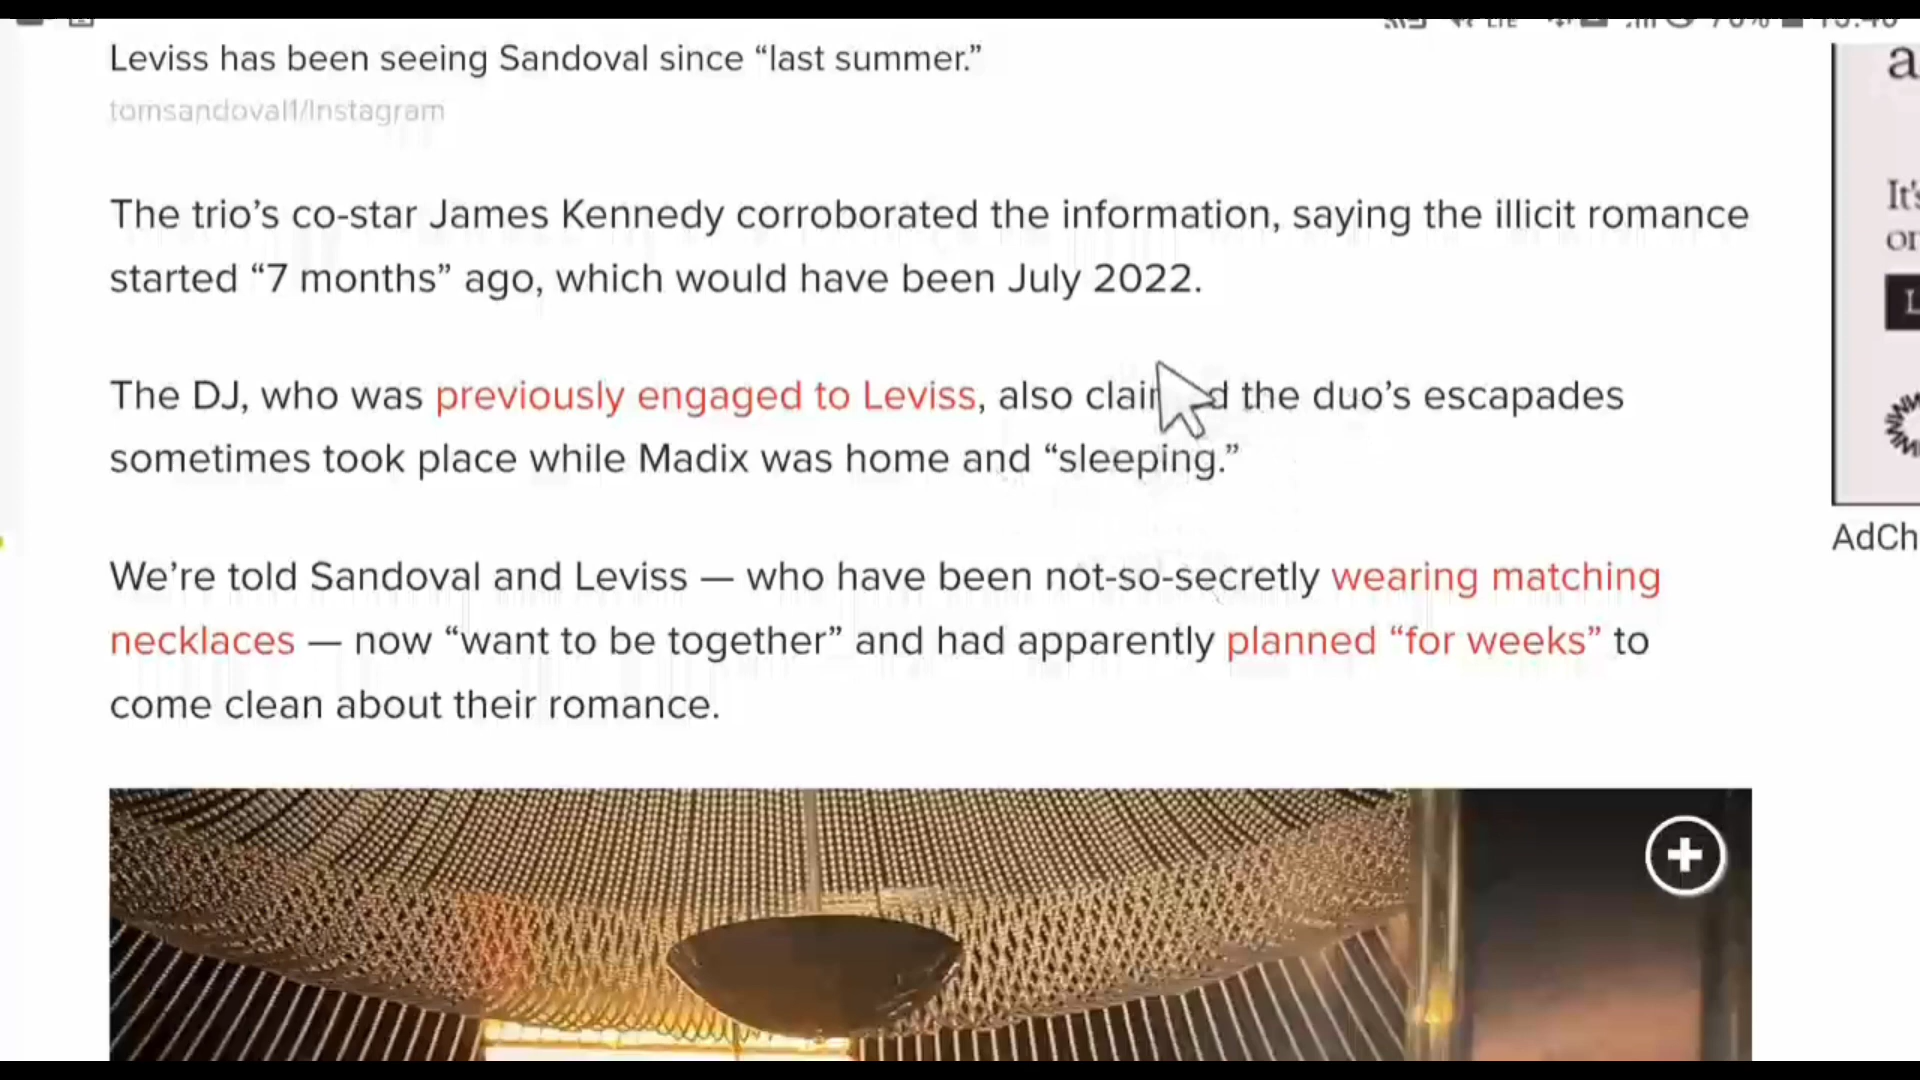 Leviss has been seeing Sandoval since “last summer.”
tomsandoval1/Instagram
The trio’s co-star James Kennedy corroborated the information, saying the illicit romance
started “7 months” ago, which would have been July 2022.
The DJ, who was previously engaged to Leviss, also the duo’s escapades
sometimes took place while Madix was home and “sleeping.”
We’re told Sandoval and Leviss — who have been not-so-secretly wearing matching
necklaces — now “want to be together” and had apparently planned “for weeks” to
come clean about their romance.
a
It's
or
L
AdCh